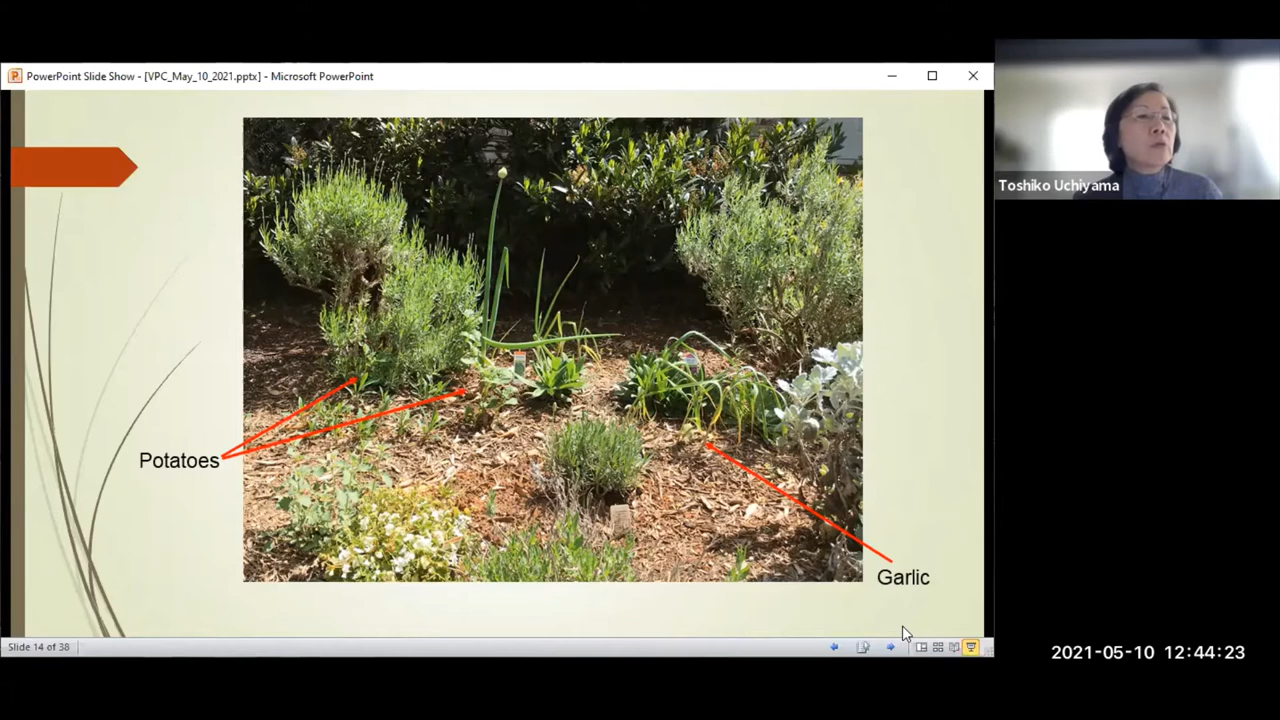 PowerPoint Slide Show - [VPC_May_10_2021.pptx] - Microsoft PowerPoint
Toshiko Uchiyama
Potatoes
Garlic
Slide 14 of 38
2021-05-10 12:44:23